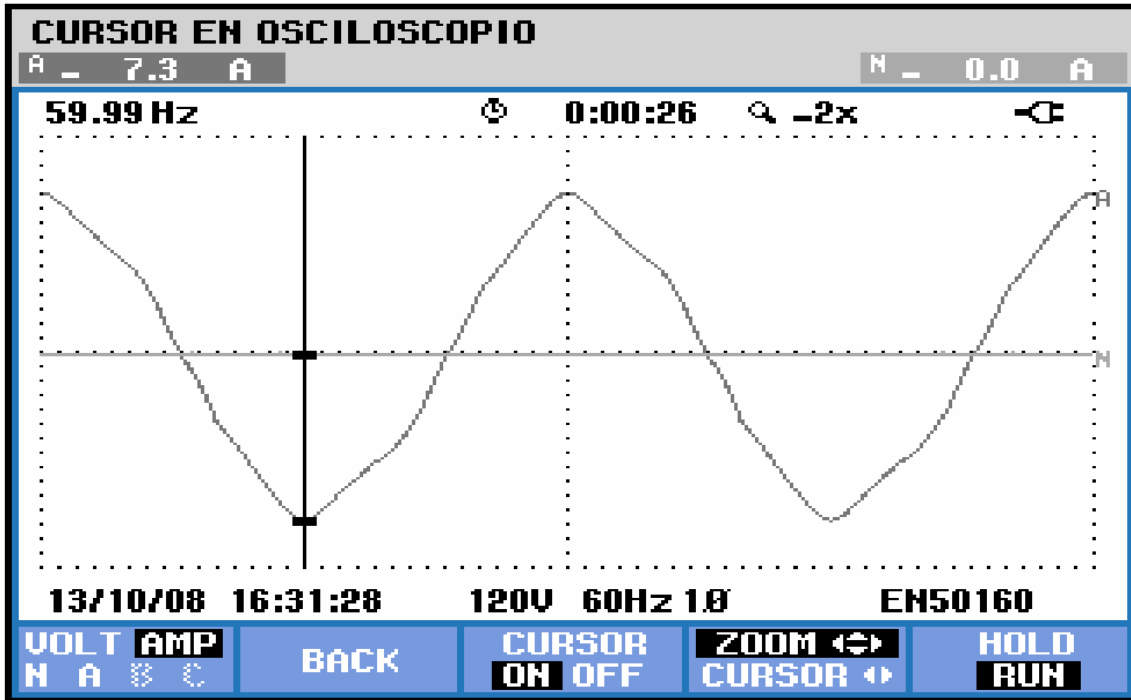 CURSOR EN OSCILOSCOPIO
A - 7.3 A N - 0.0 A
59.99 Hz 0:00:26 -2x
A
N
13/10/08 16:31:28 120V 60Hz 1Ø EN50160
VOLT AMP BACK CURSOR ZOOM HOLD
N A B C ON OFF CURSOR RUN